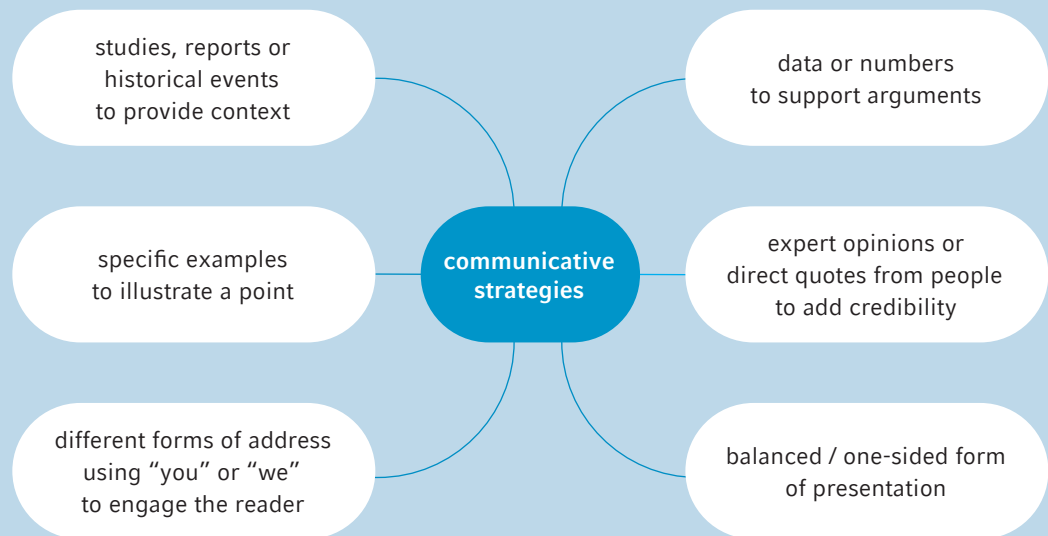 studies, reports or
historical events
to provide context
data or numbers
to support arguments
specific examples
to illustrate a point
communicative
strategies
expert opinions or
direct quotes from people
to add credibility
different forms of address
using “you” or “we”
to engage the reader
balanced / one-sided form
of presentation